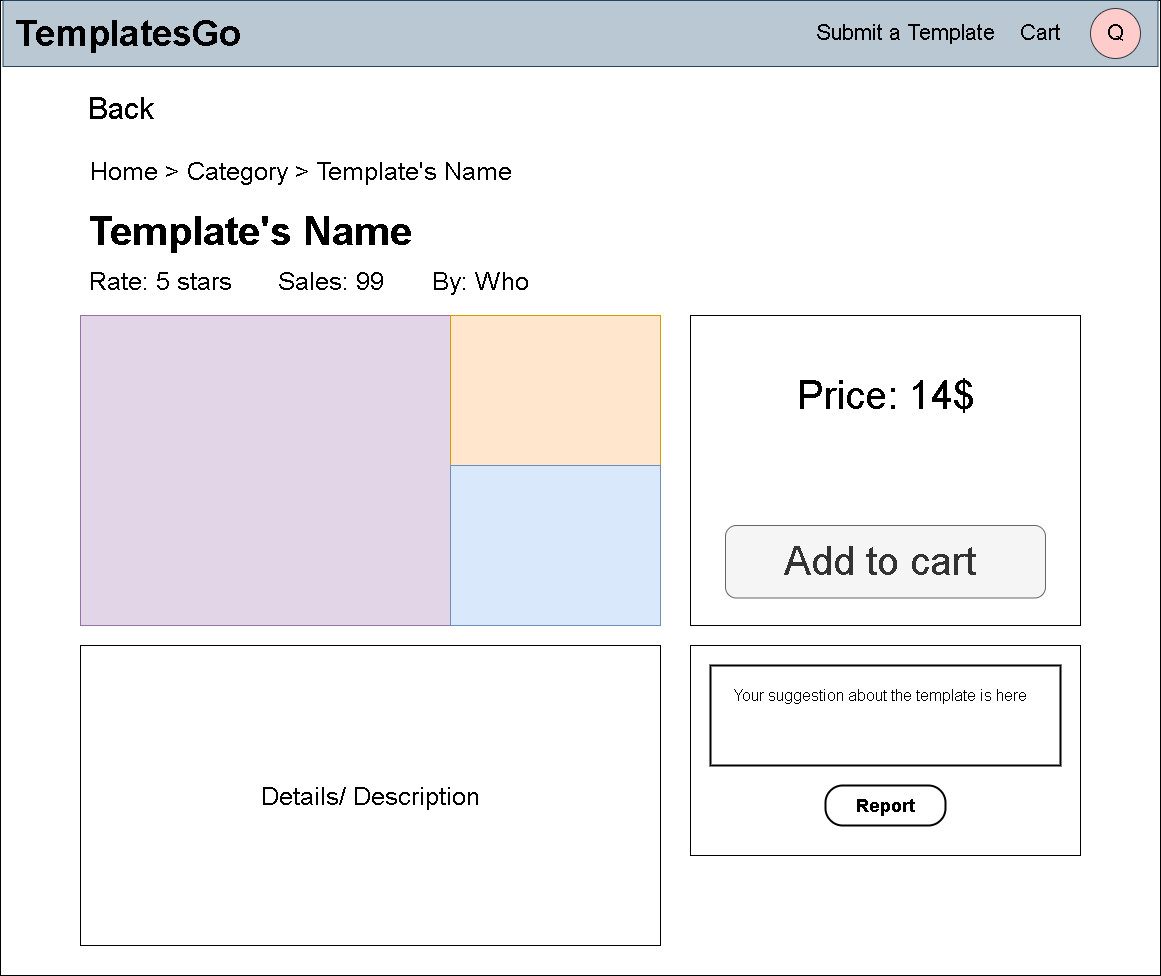 TemplatesGo
Submit a Template
Cart
Q
Back
Home > Category > Template's Name
Template's Name
Rate: 5 stars
Sales: 99
By: Who
Price: 14$
Add to cart
Details/ Description
Your suggestion about the template is here
Report